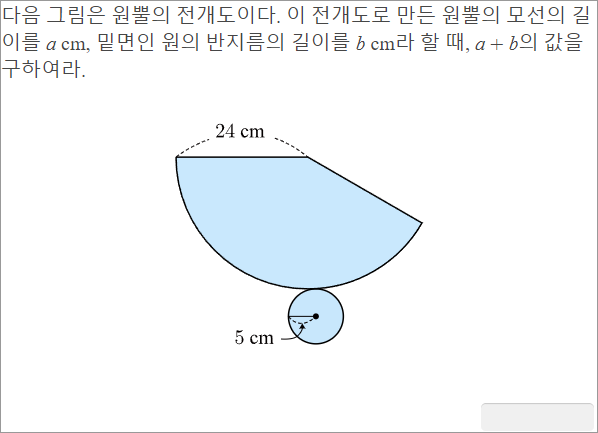 다음 그림은 원뿔의 전개도이다. 이 전개도로 만든 원뿔의 모선의 길
이를 a cm, 밑면인 원의 반지름의 길이를 b cm라 할 때, a + b의 값을
구하여라.
24 cm
5 cm